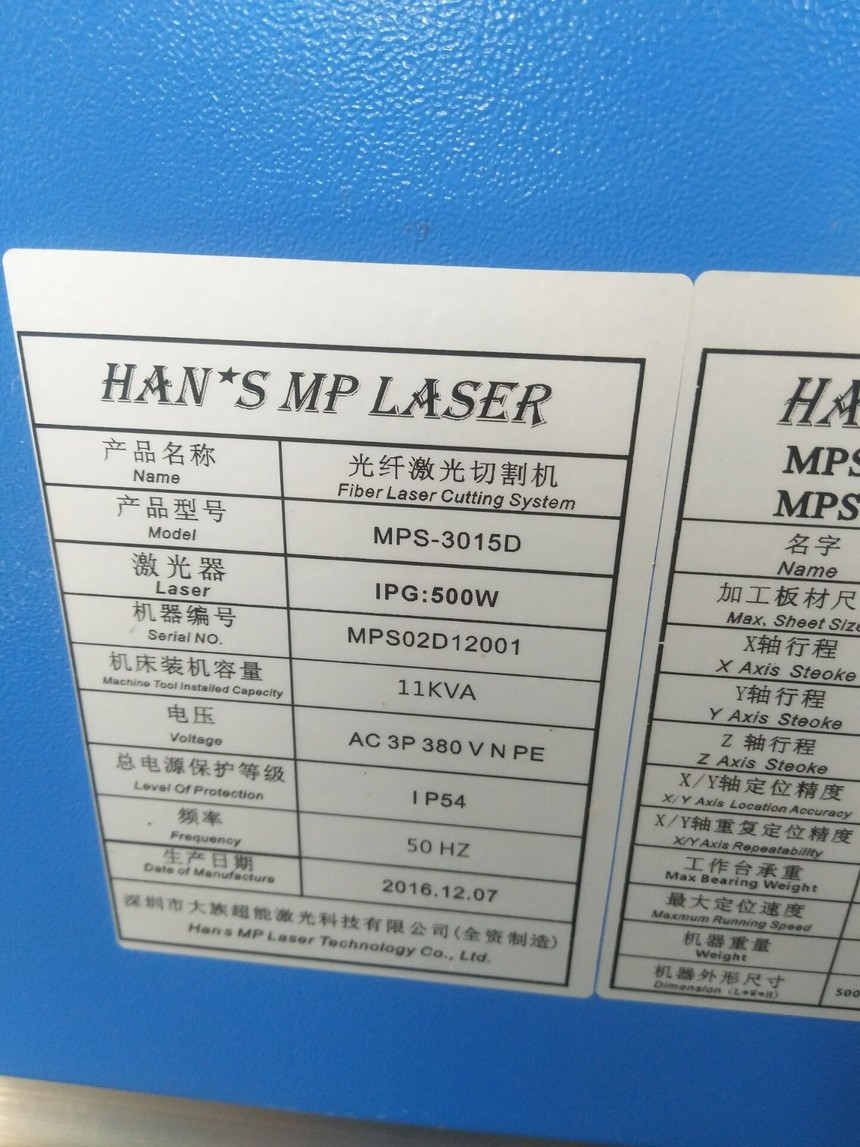 HAN*S MP LASER
产品名称
Name
光纤激光切割机
Fiber Laser Cutting System
产品型号
Model
MPS-3015D
激光器
Laser
IPG:500W
机器编号
Serial NO.
MPS02D12001
机床装机容量
Machine Tool Installed Capecity
11KVA
电压
Voltage
AC 3P 380 V N PE
总电源保护等级
Level Of Protection
IP54
频率
Frequency
50 HZ
生产日期
Date of Manufacture
2016.12.07
深圳市大族超能激光科技有限公司(全资制造)
Han's MP Laser Technology Co., Ltd.
HA
MPS
MPS
名字
Name
加工板材尺
Max, Sheet Size
X轴行程
X Axis Steoke
Y轴行程
Y Axis Steoke
Z 轴行程
Z Axis Steoke
X/Y轴定位精度
X/Y Axis Location Accuracy
X/Y轴重复定位精度
X/Y Axis Repeatability
工作台承重
Max Bearing Weight
最大定位速度
Maxmum Running Speed
机器重量
Weight
机器外形尺寸
Dimension (L*W*H)
500